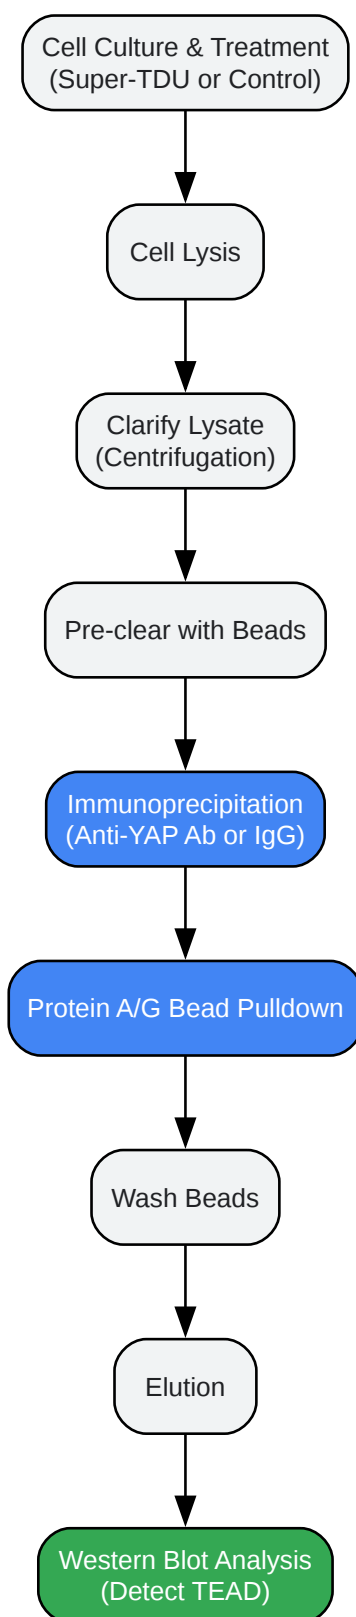 Cell Culture & Treatment
(Super-TDU or Control)
Cell Lysis
Clarify Lysate
(Centrifugation)
Pre-clear with Beads
Immunoprecipitation
(Anti-YAP Ab or IgG)
Protein A/G Bead Pulldown
Wash Beads
Elution
Western Blot Analysis
(Detect TEAD)